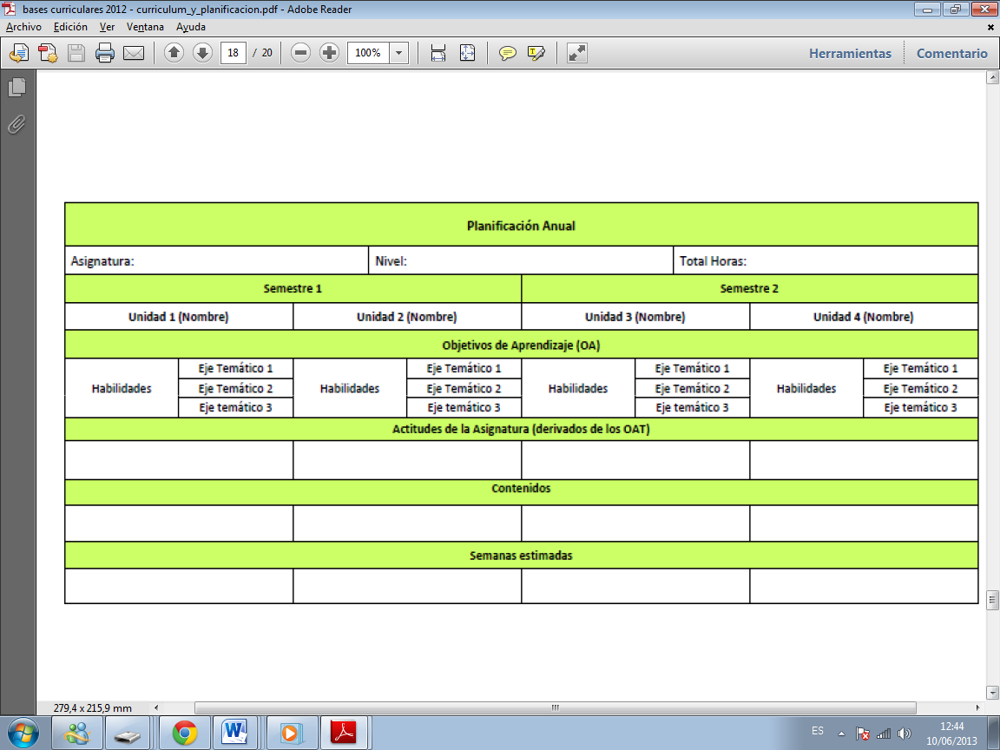 bases curriculares 2012 - curriculum_y_planificacion.pdf - Adobe Reader
Archivo Edición Ver Ventana Ayuda
18 / 20 100% Herramientas Comentario
Planificación Anual
Asignatura: Nivel: Total Horas:
Semestre 1 Semestre 2
Unidad 1 (Nombre) Unidad 2 (Nombre) Unidad 3 (Nombre) Unidad 4 (Nombre)
Objetivos de Aprendizaje (OA)
Eje Temático 1 Eje Temático 1 Eje Temático 1 Eje Temático 1
Habilidades Eje Temático 2 Habilidades Eje Temático 2 Habilidades Eje Temático 2 Habilidades Eje Temático 2
Eje temático 3 Eje temático 3 Eje temático 3 Eje temático 3
Actitudes de la Asignatura (derivados de los OAT)
Contenidos
Semanas estimadas
279,4 x 215,9 mm
ES 12:44
10/06/2013